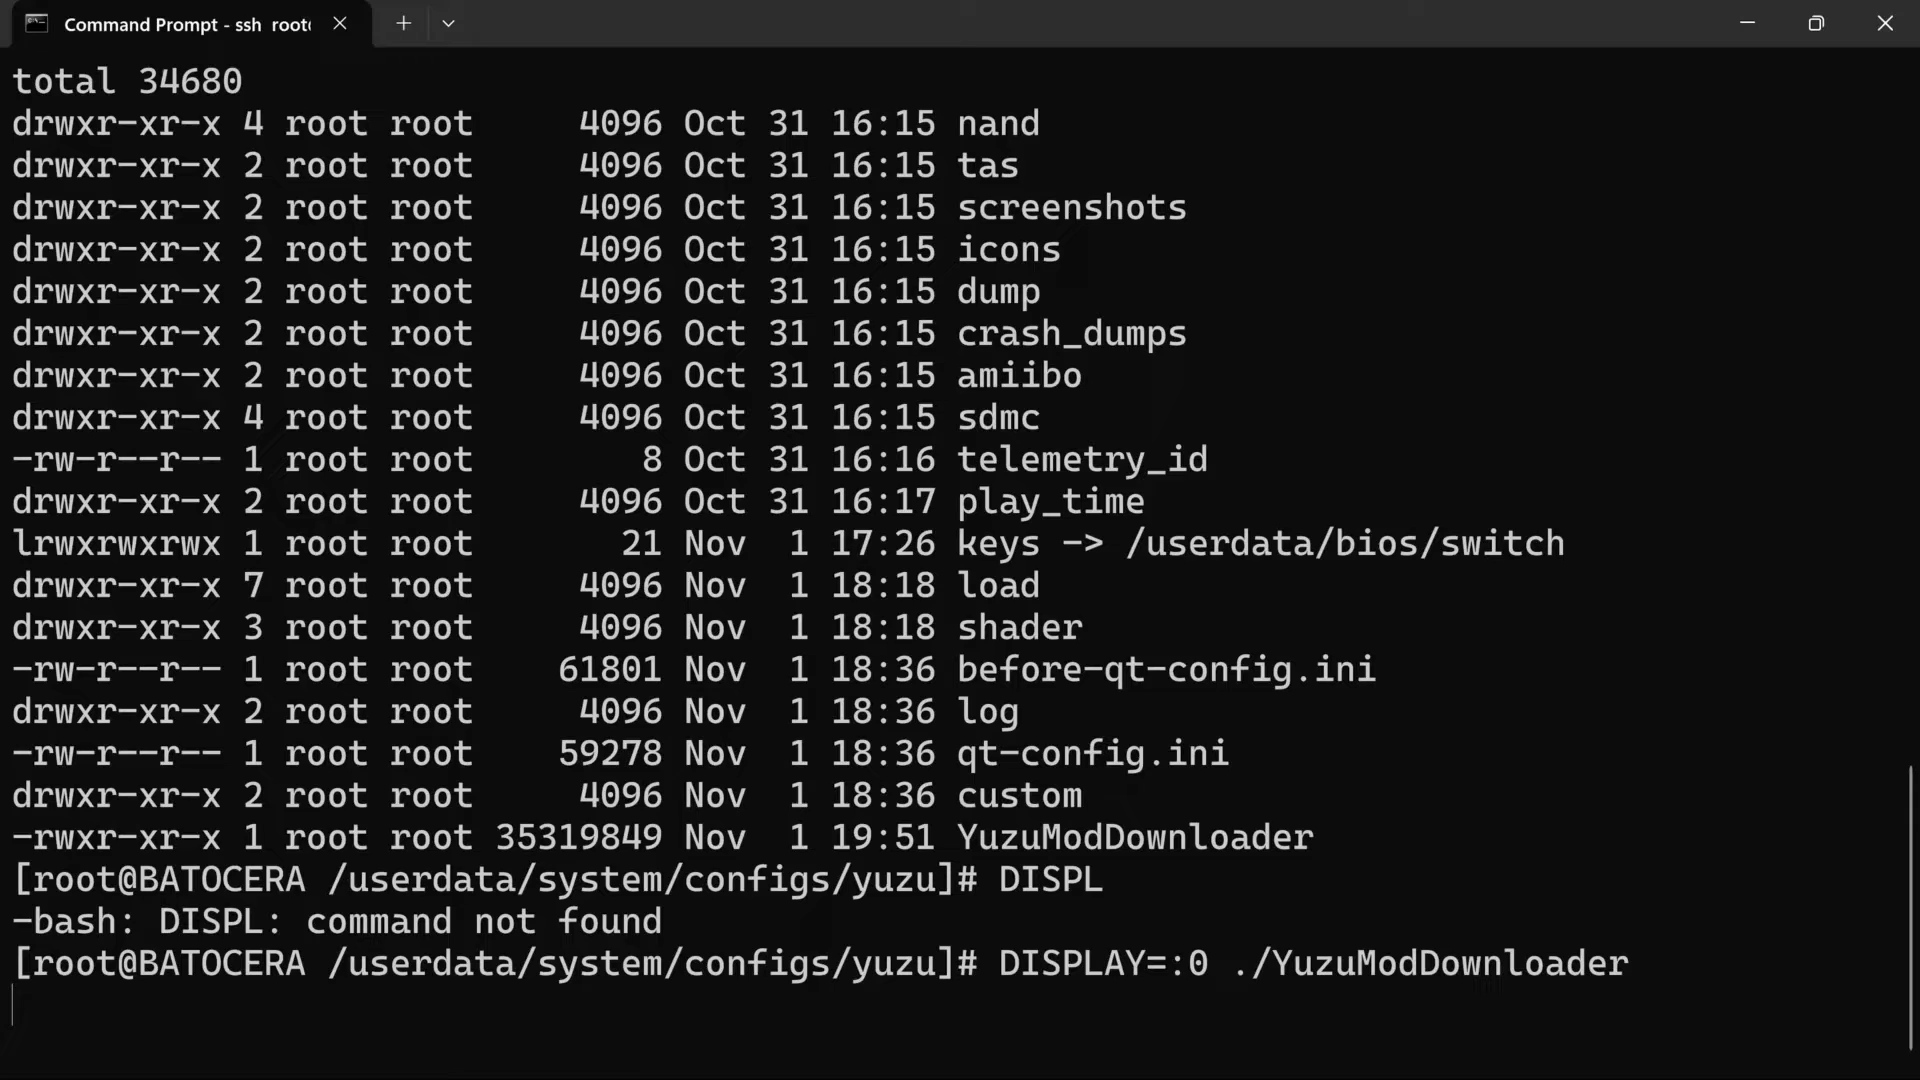 Command Prompt - ssh root
total 34680
drwxr-xr-x 4 root root     4096 Oct 31 16:15 nand
drwxr-xr-x 2 root root     4096 Oct 31 16:15 tas
drwxr-xr-x 2 root root     4096 Oct 31 16:15 screenshots
drwxr-xr-x 2 root root     4096 Oct 31 16:15 icons
drwxr-xr-x 2 root root     4096 Oct 31 16:15 dump
drwxr-xr-x 2 root root     4096 Oct 31 16:15 crash_dumps
drwxr-xr-x 2 root root     4096 Oct 31 16:15 amiibo
drwxr-xr-x 4 root root     4096 Oct 31 16:15 sdmc
-rw-r--r-- 1 root root        8 Oct 31 16:16 telemetry_id
drwxr-xr-x 2 root root     4096 Oct 31 16:17 play_time
lrwxrwxrwx 1 root root       21 Nov  1 17:26 keys -> /userdata/bios/switch
drwxr-xr-x 7 root root     4096 Nov  1 18:18 load
drwxr-xr-x 3 root root     4096 Nov  1 18:18 shader
-rw-r--r-- 1 root root    61801 Nov  1 18:36 before-qt-config.ini
drwxr-xr-x 2 root root     4096 Nov  1 18:36 log
-rw-r--r-- 1 root root    59278 Nov  1 18:36 qt-config.ini
drwxr-xr-x 2 root root     4096 Nov  1 18:36 custom
-rwxr-xr-x 1 root root 35319849 Nov  1 19:51 YuzuModDownloader
[root@BATOCERA /userdata/system/configs/yuzu]# DISPL
-bash: DISPL: command not found
[root@BATOCERA /userdata/system/configs/yuzu]# DISPLAY=:0 ./YuzuModDownloader